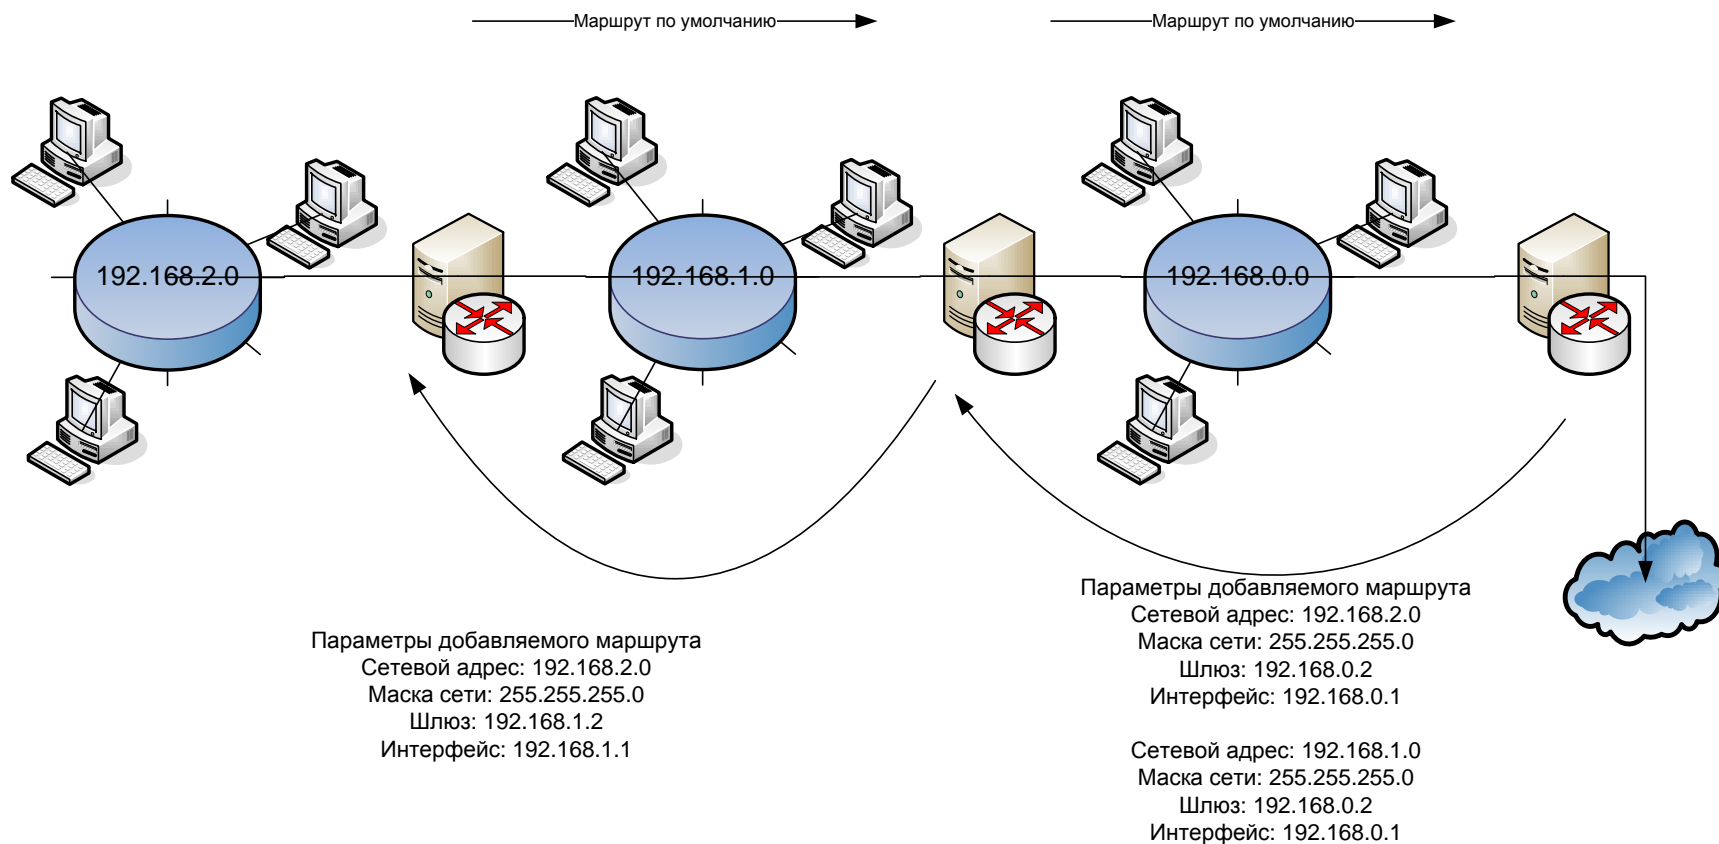 Маршрут по умолчанию
Маршрут по умолчанию
192.168.2.0
192.168.1.0
192.168.0.0
Параметры добавляемого маршрута
Сетевой адрес: 192.168.2.0
Маска сети: 255.255.255.0
Шлюз: 192.168.1.2
Интерфейс: 192.168.1.1
Параметры добавляемого маршрута
Сетевой адрес: 192.168.2.0
Маска сети: 255.255.255.0
Шлюз: 192.168.0.2
Интерфейс: 192.168.0.1
Сетевой адрес: 192.168.1.0
Маска сети: 255.255.255.0
Шлюз: 192.168.0.2
Интерфейс: 192.168.0.1